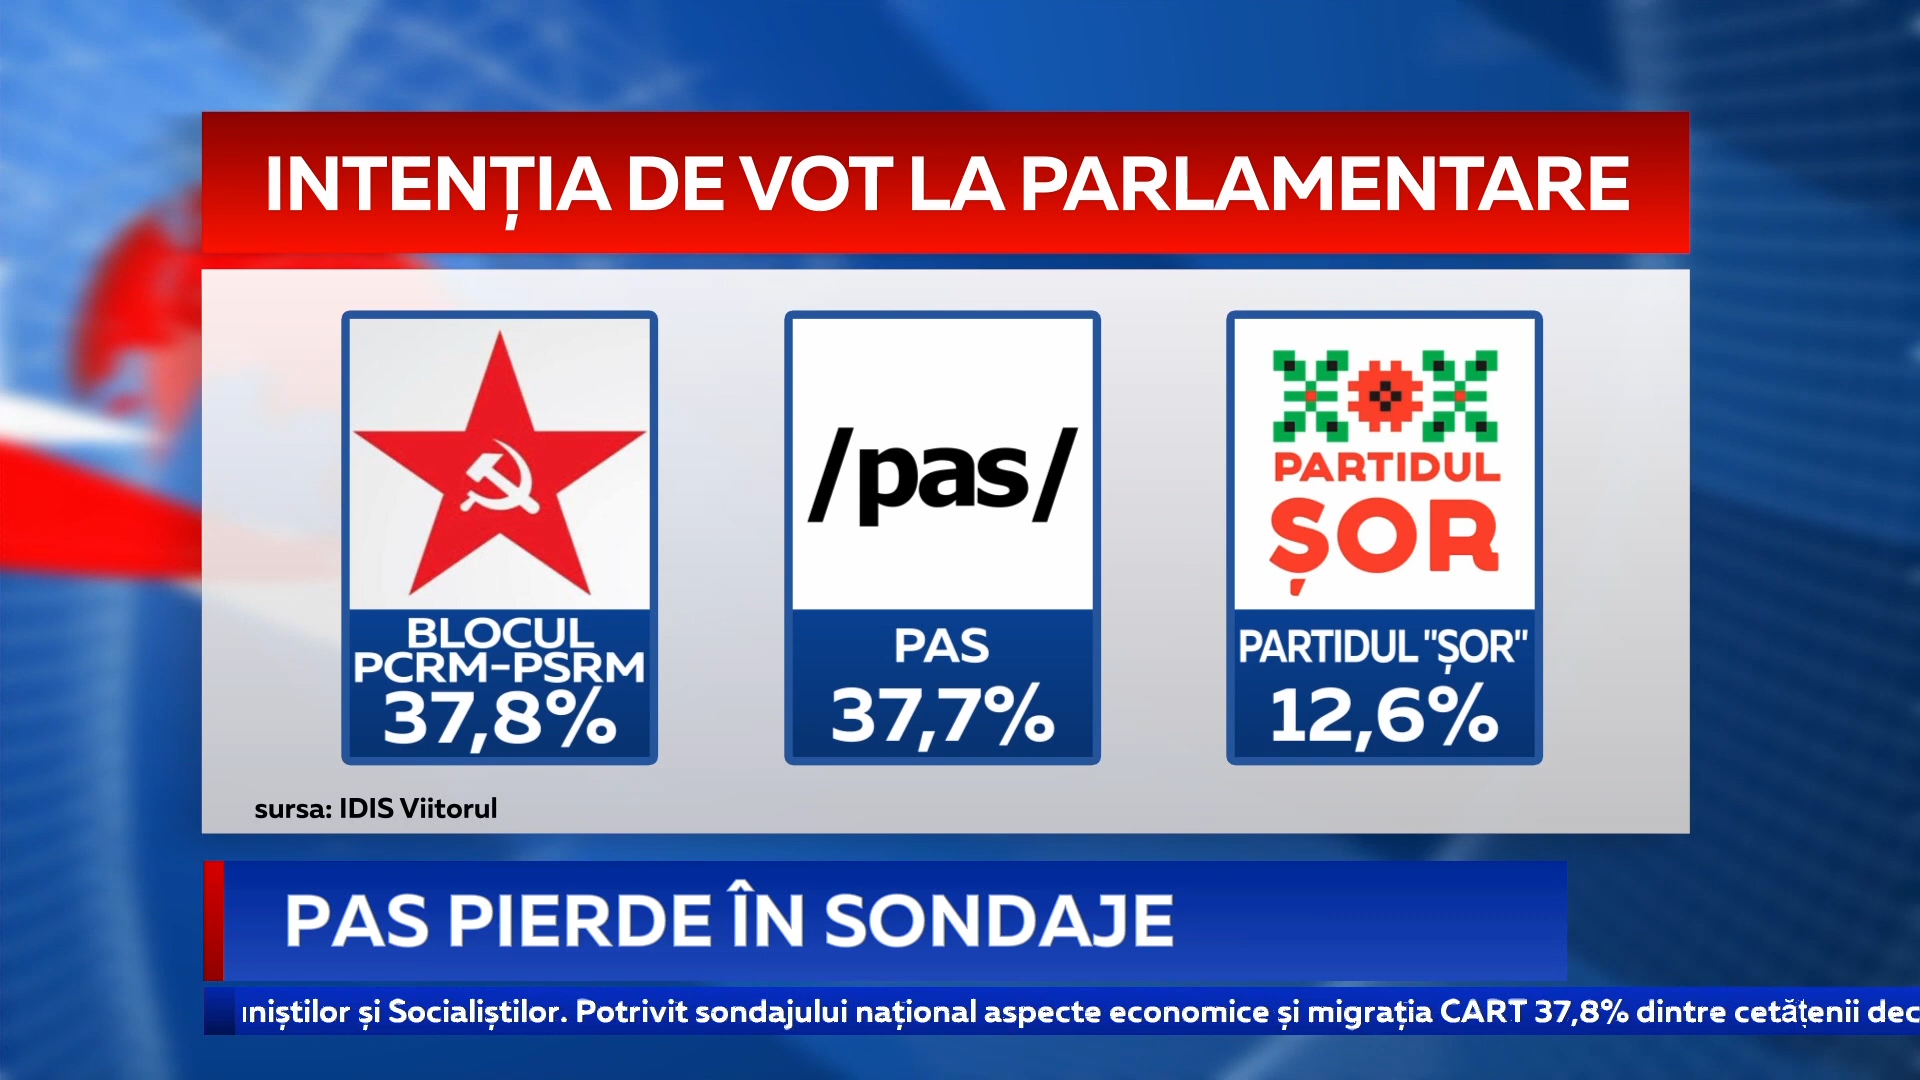 INTENȚIA DE VOT LA PARLAMENTARE
/pas/
PARTIDUL
ȘOR
BLOCUL
PCRM-PSRM
37,8%
PAS
37,7%
PARTIDUL "ȘOR"
12,6%
sursa: IDIS Viitorul
PAS PIERDE ÎN SONDAJE
niștilor și Socialiștilor. Potrivit sondajului național aspecte economice și migrația CART 37,8% dintre cetățenii dec